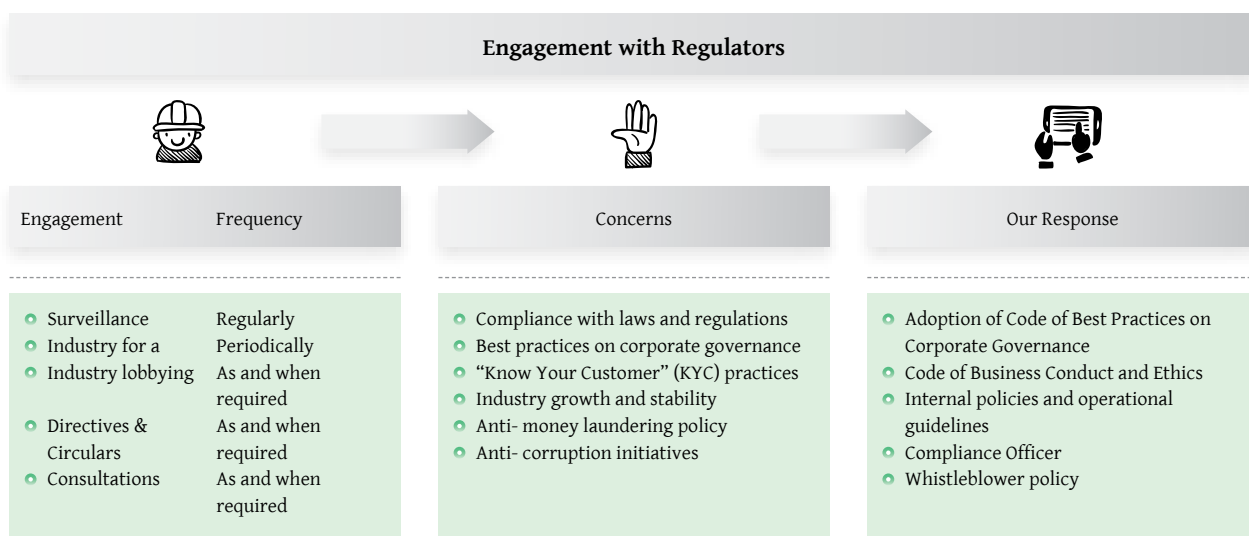 Engagement with Regulators
Engagement Frequency
Surveillance Regularly
Industry for a Periodically
Industry lobbying As and when
required
Directives & As and when
Circulars required
Consultations As and when
required
Concerns
Compliance with laws and regulations
Best practices on corporate governance
“Know Your Customer” (KYC) practices
Industry growth and stability
Anti- money laundering policy
Anti- corruption initiatives
Our Response
Adoption of Code of Best Practices on
Corporate Governance
Code of Business Conduct and Ethics
Internal policies and operational
guidelines
Compliance Officer
Whistleblower policy